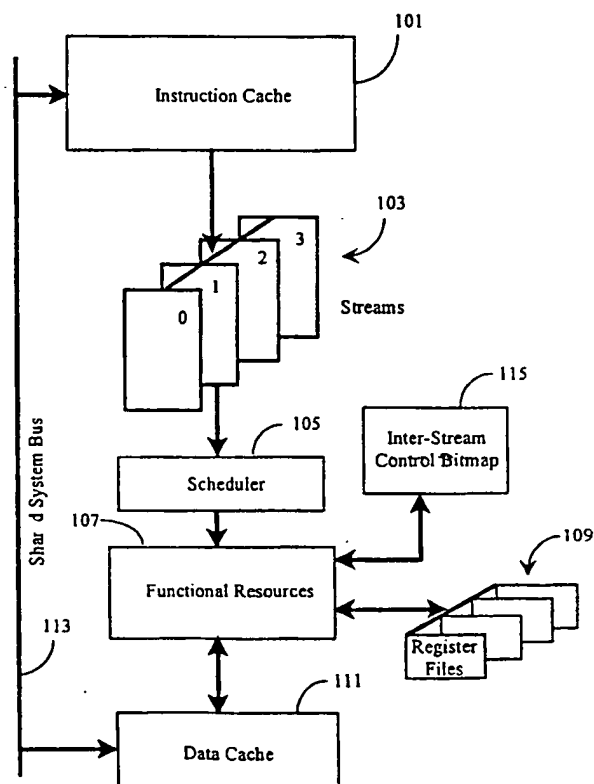 101
Instruction Cache
103
3
2
1
0
Streams
115
Inter-Stream
Control Bitmap
105
Scheduler
107
Functional Resources
109
Register
Files
Shar d System Bus
113
111
Data Cache